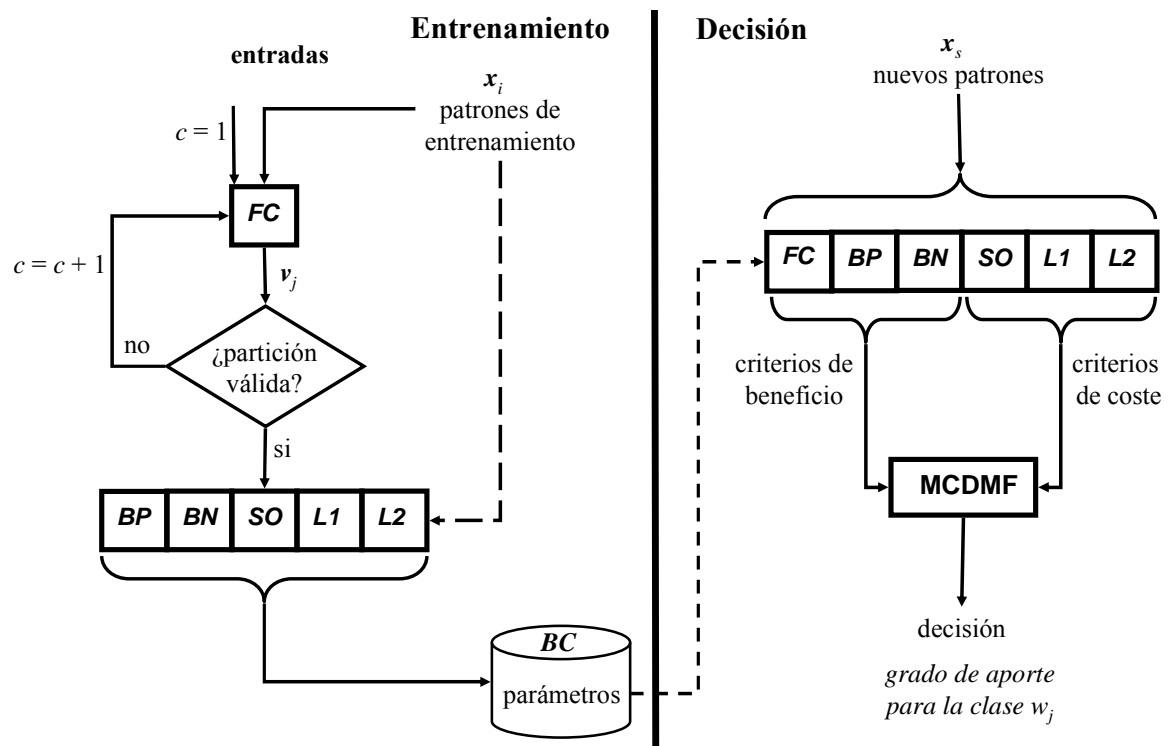 Entrenamiento
entradas
x_i
patrones de
entrenamiento
c = 1
FC
c = c + 1
v_j
no
¿partición
válida?
si
BP BN SO L1 L2
BC
parámetros
Decisión
x_s
nuevos patrones
FC BP BN SO L1 L2
criterios de
beneficio
criterios
de coste
MCDMF
decisión
grado de aporte
para la clase w_j